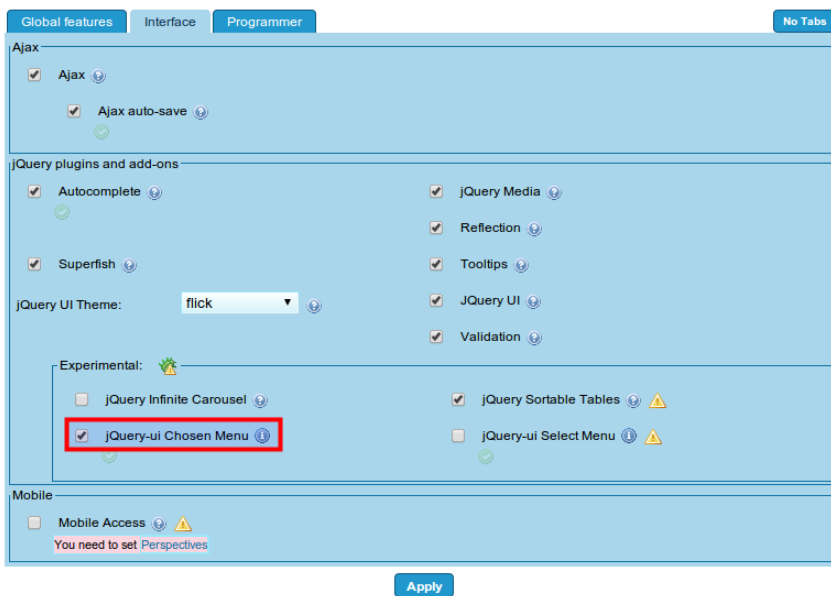 Global features Interface Programmer No Tabs
Ajax
Ajax
Ajax auto-save
jQuery plugins and add-ons
Autocomplete jQuery Media
Reflection
Superfish Tooltips
jQuery UI Theme: flick JQuery UI
Validation
Experimental:
jQuery Infinite Carousel jQuery Sortable Tables
jQuery-ui Chosen Menu jQuery-ui Select Menu
Mobile
Mobile Access
You need to set Perspectives
Apply